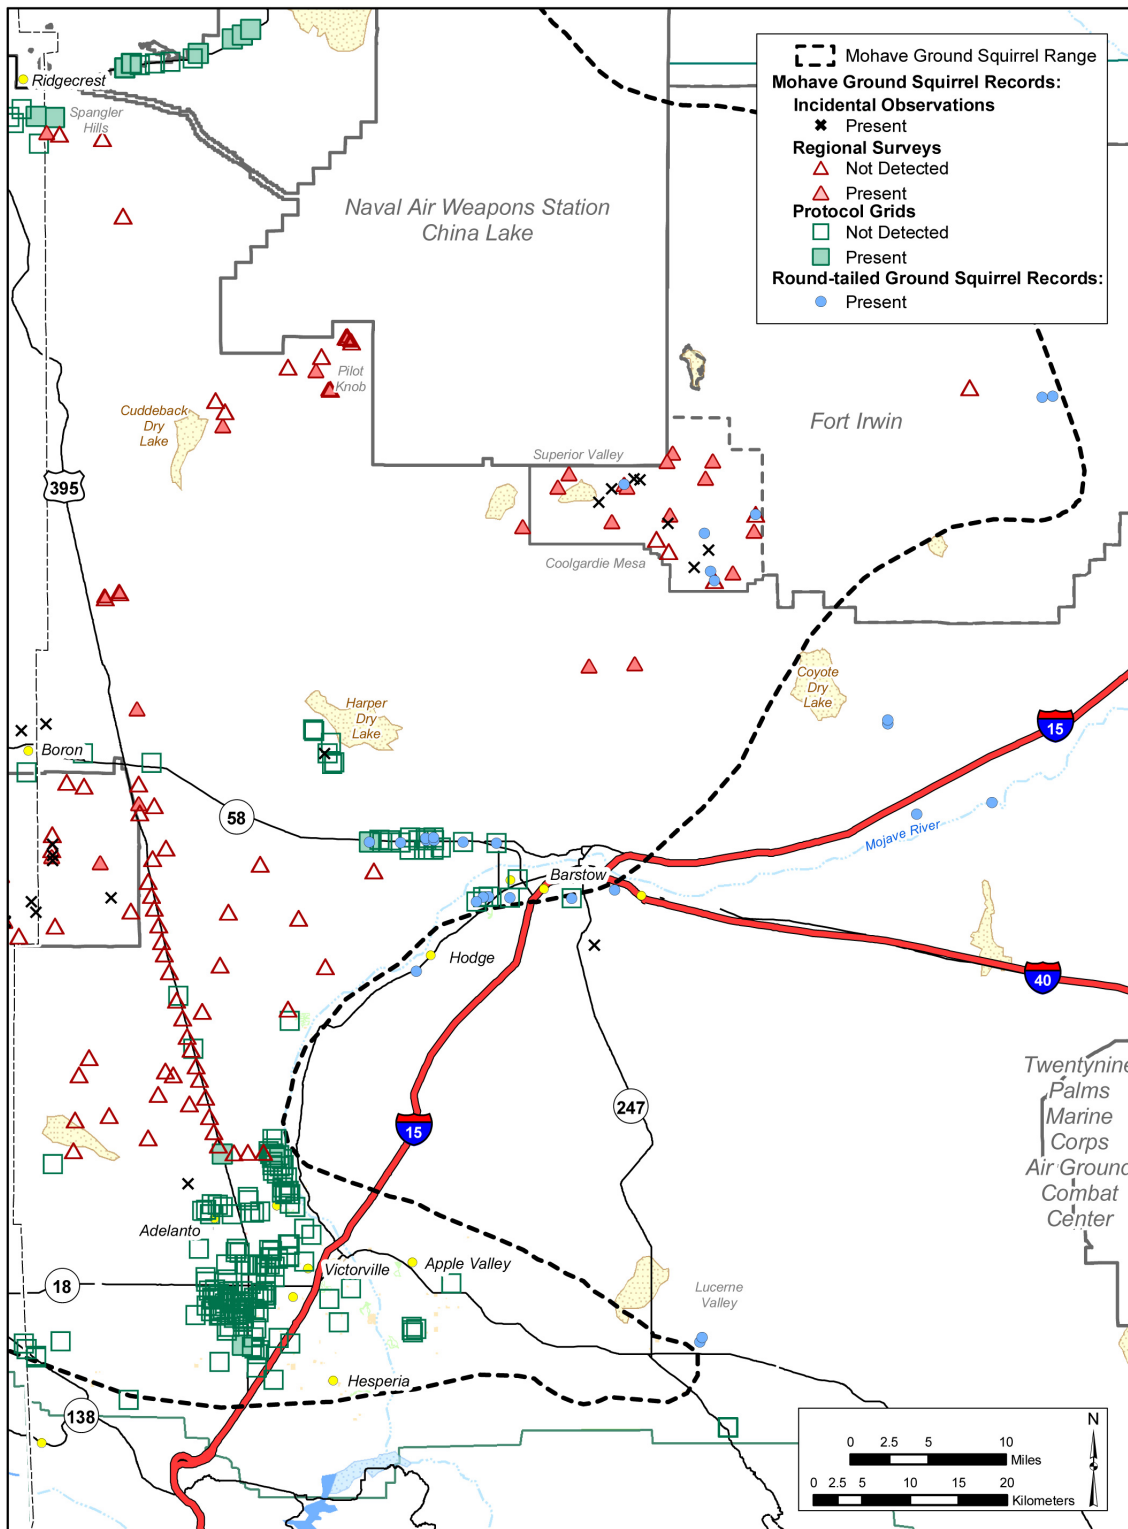 Mohave Ground Squirrel Range
Mohave Ground Squirrel Records:
Incidental Observations
Present
Regional Surveys
Not Detected
Present
Protocol Grids
Not Detected
Present
Round-tailed Ground Squirrel Records:
Present
Ridgecrest
Spangler
Hills
Naval Air Weapons Station
China Lake
Pilot
Knob
Cuddeback
Dry
Lake
Fort Irwin
Superior Valley
395
Coolgardie Mesa
Coyote
Dry
Lake
Harper
Dry
Lake
15
Boron
58
Mojave River
Barstow
Hodge
40
Twentynine
Palms
Marine
Corps
Air Ground
Combat
Center
247
15
Adelanto
Victorville
Apple Valley
18
Lucerne
Valley
Hesperia
138
N
0 2.5 5 10
Miles
0 2.5 5 10 15 20
Kilometers